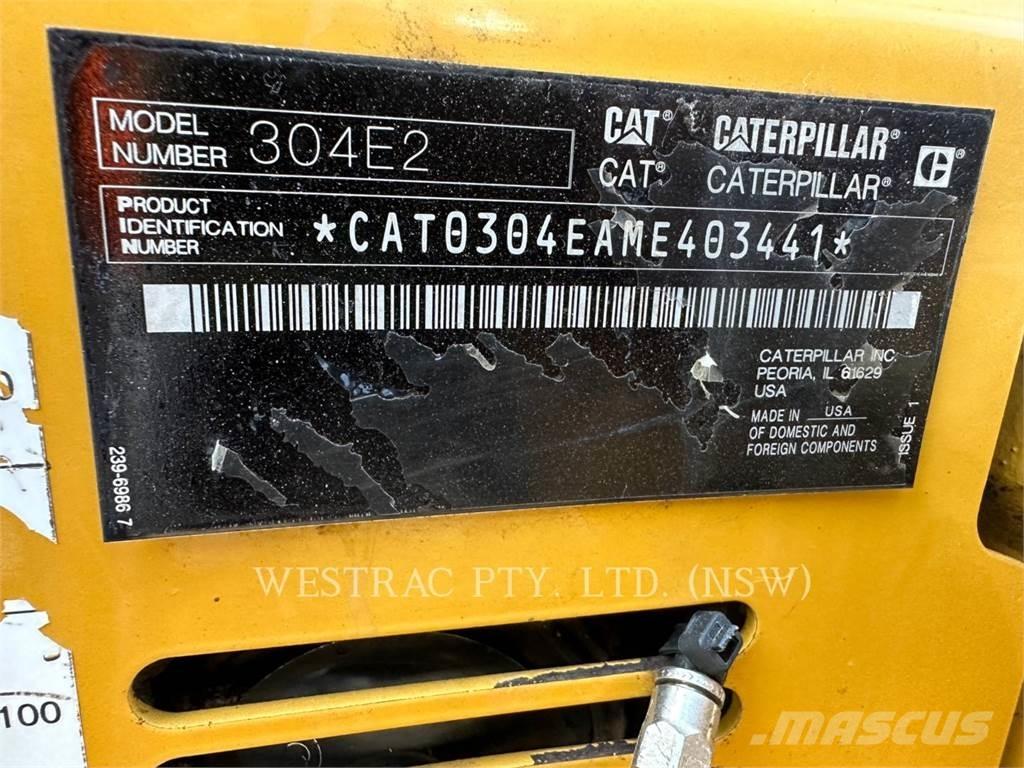 MODEL NUMBER 304E2
CAT® CATERPILLAR®
CAT® CATERPILLAR®
PRODUCT
IDENTIFICATION
NUMBER
*CAT0304EAME403441*
CATERPILLAR INC.
PEORIA, IL 61629
USA
MADE IN USA
OF DOMESTIC AND
FOREIGN COMPONENTS
ISSUE 1
239-6986 7
100
WESTRAC PTY. LTD. (NSW)
MASCUS